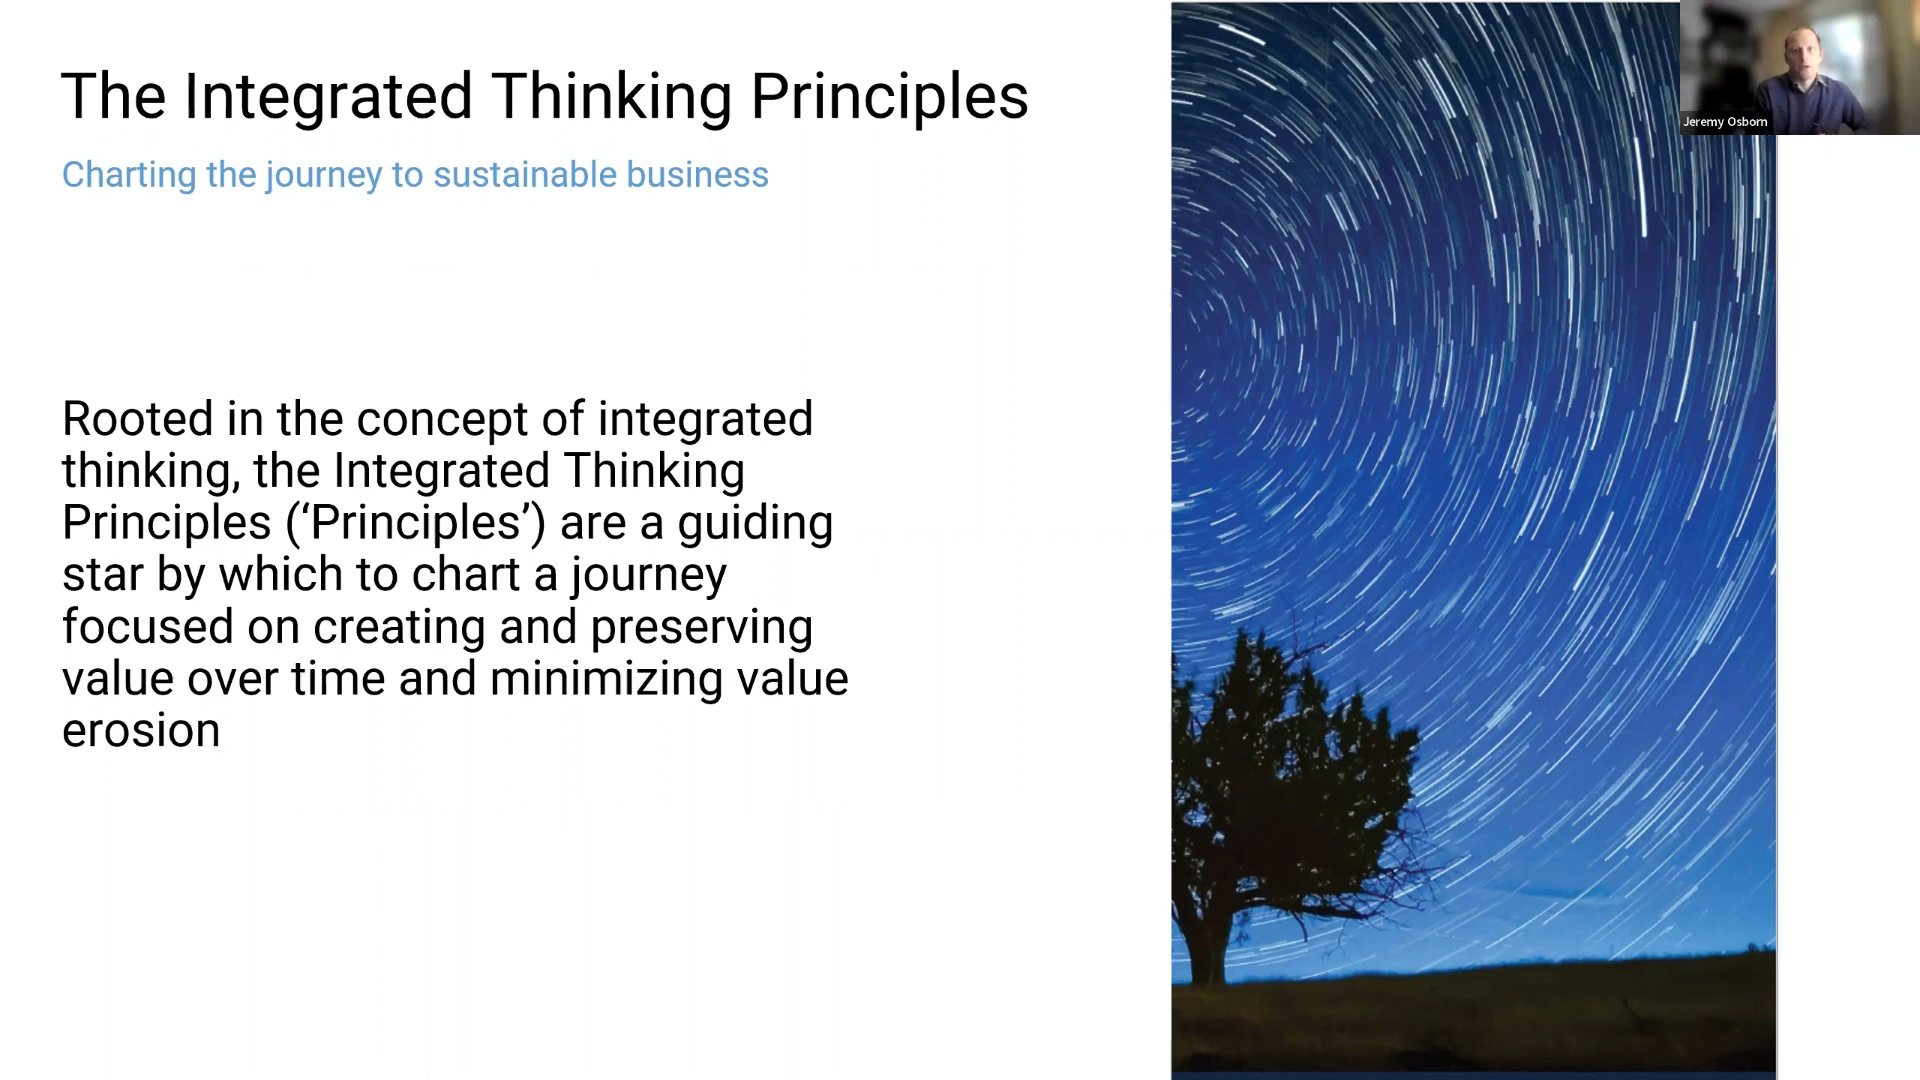 The Integrated Thinking Principles
Charting the journey to sustainable business
Rooted in the concept of integrated
thinking, the Integrated Thinking
Principles (‘Principles’) are a guiding
star by which to chart a journey
focused on creating and preserving
value over time and minimizing value
erosion
Jeremy Osborn